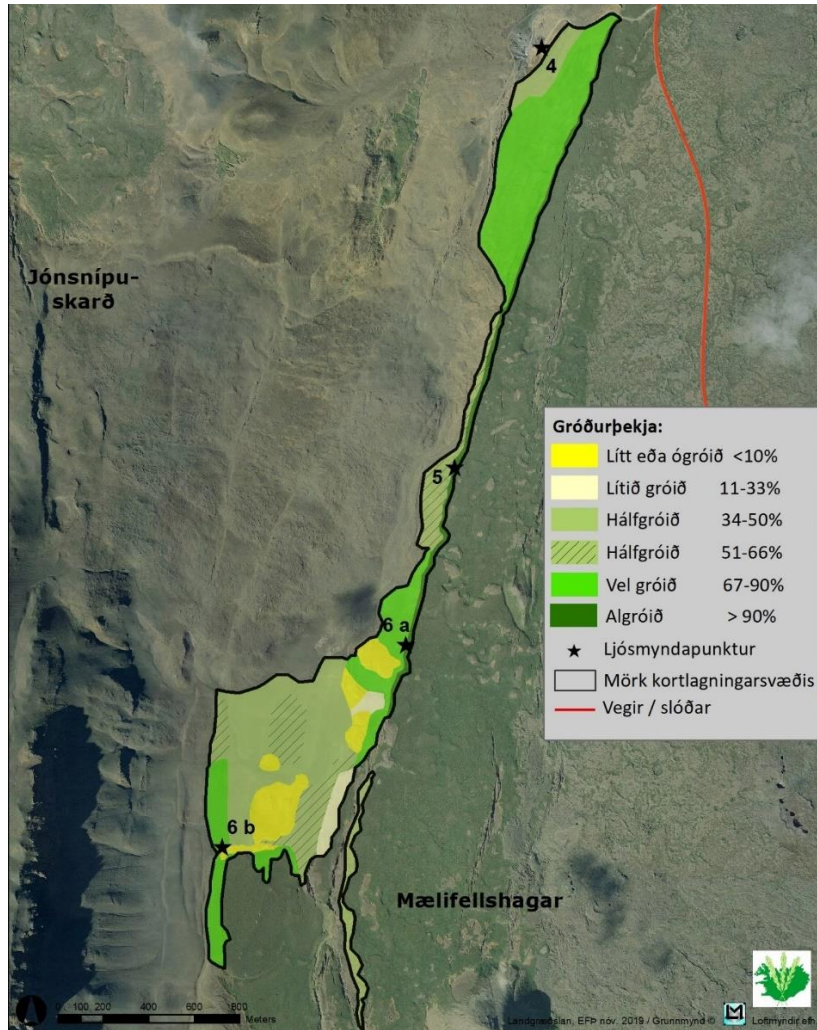 4
Jónsnípu-
skarð
Gróðurþekja:
Lítt eða ógróið <10%
Lítið gróið 11-33%
Hálfgróið 34-50%
Hálfgróið 51-66%
Vel gróið 67-90%
Algróið > 90%
Ljósmyndapunktur
Mörk kortlagningarsvæðis
Vegir / slóðar
5
6 a
6 b
Mælifellshagar
0 100 200 400 600 800
Meters
Landgræðslan, EFÞ nóv. 2019 / Grunnmynd © Loftmyndir ehf